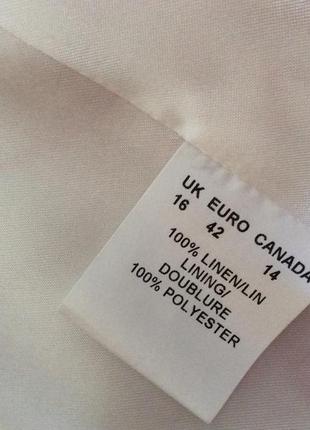 UK EURO CANADA
16 42 14
100% LINEN/LIN
LINING/
DOUBLURE
100% POLYESTER